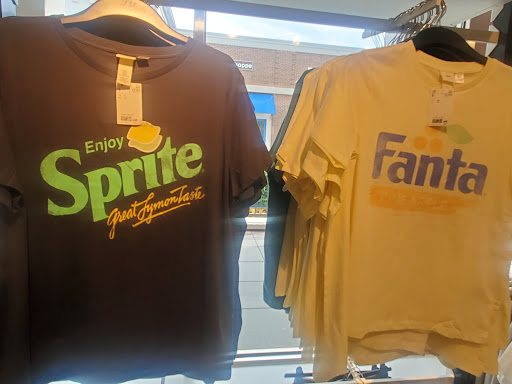 Enjoy
Sprite
Great Lymon Taste
Fanta